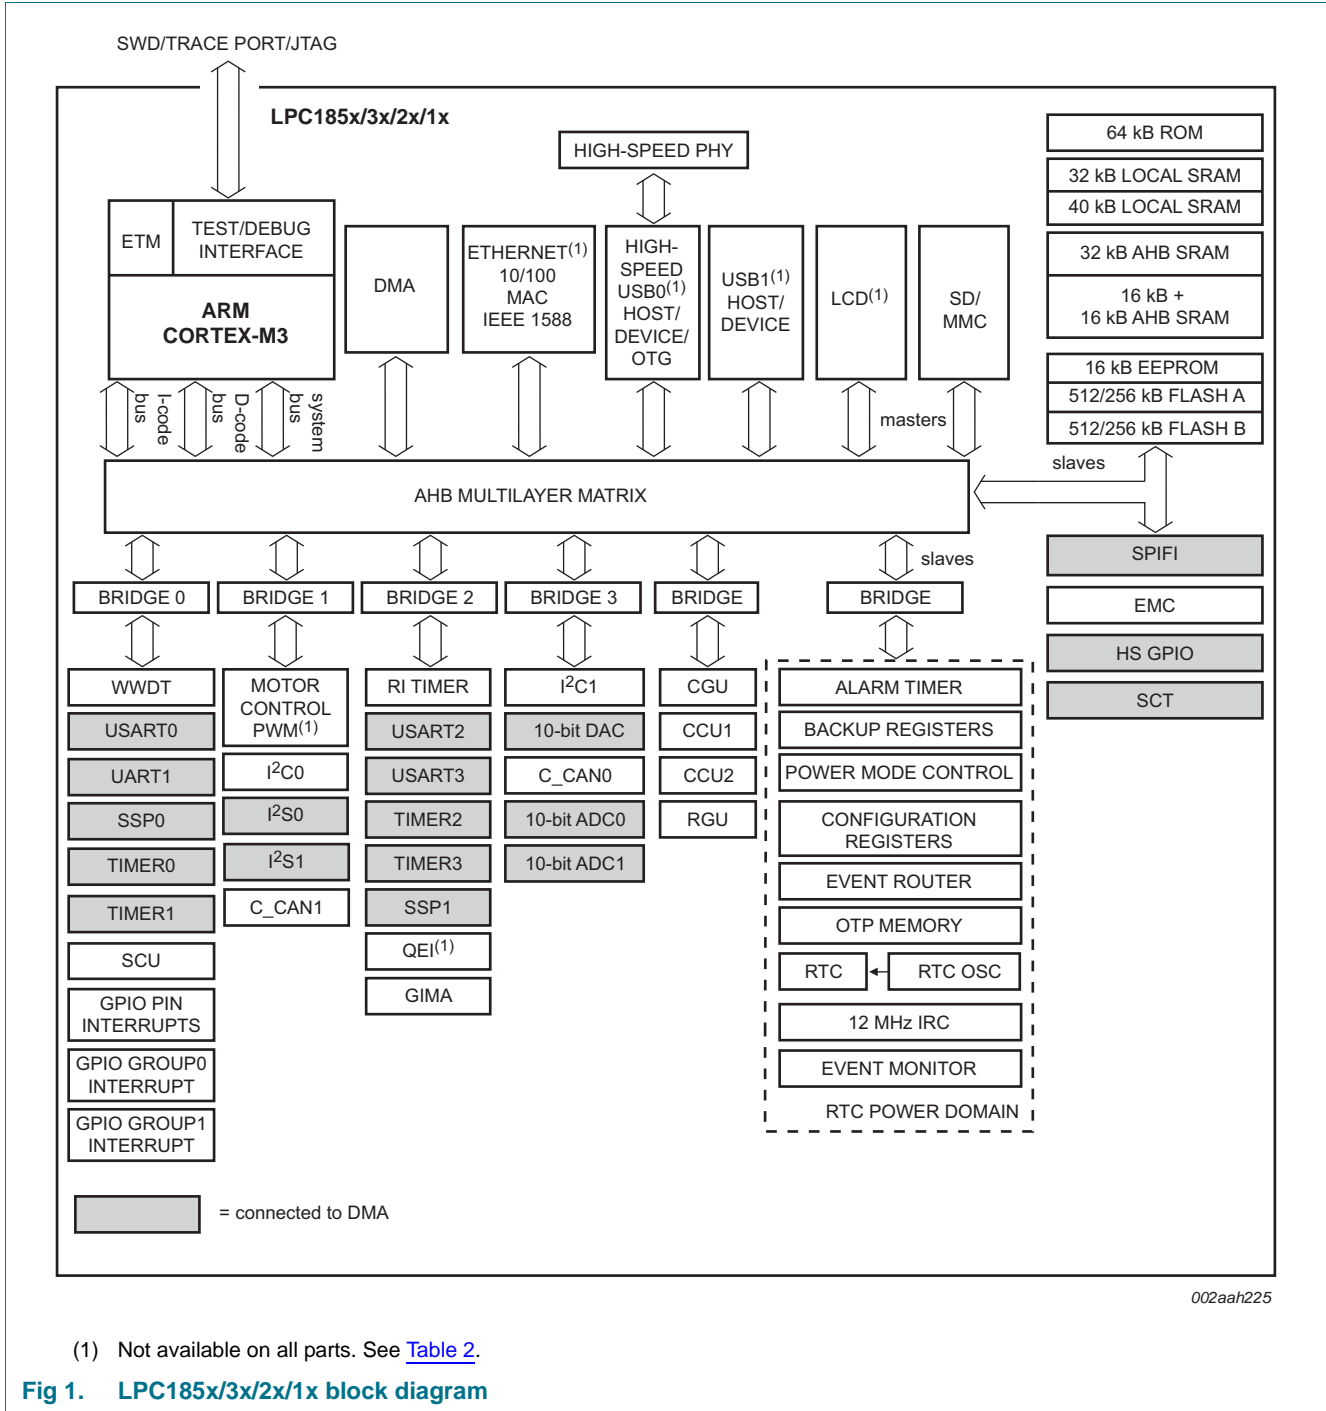 SWD/TRACE PORT/JTAG
LPC185x/3x/2x/1x
HIGH-SPEED PHY
ETM
TEST/DEBUG
INTERFACE
ARM
CORTEX-M3
DMA
ETHERNET(1)
10/100
MAC
IEEE 1588
HIGH-
SPEED
USB0(1)
HOST/
DEVICE/
OTG
USB1(1)
HOST/
DEVICE
LCD(1)
SD/
MMC
64 kB ROM
32 kB LOCAL SRAM
40 kB LOCAL SRAM
32 kB AHB SRAM
16 kB +
16 kB AHB SRAM
16 kB EEPROM
512/256 kB FLASH A
512/256 kB FLASH B
I-code
bus
D-code
bus
system
bus
masters
slaves
AHB MULTILAYER MATRIX
slaves
BRIDGE 0
BRIDGE 1
BRIDGE 2
BRIDGE 3
BRIDGE
BRIDGE
SPIFI
EMC
HS GPIO
SCT
WWDT
USART0
UART1
SSP0
TIMER0
TIMER1
SCU
GPIO PIN
INTERRUPTS
GPIO GROUP0
INTERRUPT
GPIO GROUP1
INTERRUPT
MOTOR
CONTROL
PWM(1)
I2C0
I2S0
I2S1
C_CAN1
RI TIMER
USART2
USART3
TIMER2
TIMER3
SSP1
QEI(1)
GIMA
I2C1
10-bit DAC
C_CAN0
10-bit ADC0
10-bit ADC1
CGU
CCU1
CCU2
RGU
ALARM TIMER
BACKUP REGISTERS
POWER MODE CONTROL
CONFIGURATION
REGISTERS
EVENT ROUTER
OTP MEMORY
RTC
RTC OSC
12 MHz IRC
EVENT MONITOR
RTC POWER DOMAIN
= connected to DMA
002aah225
(1) Not available on all parts. See Table 2.
Fig 1. LPC185x/3x/2x/1x block diagram